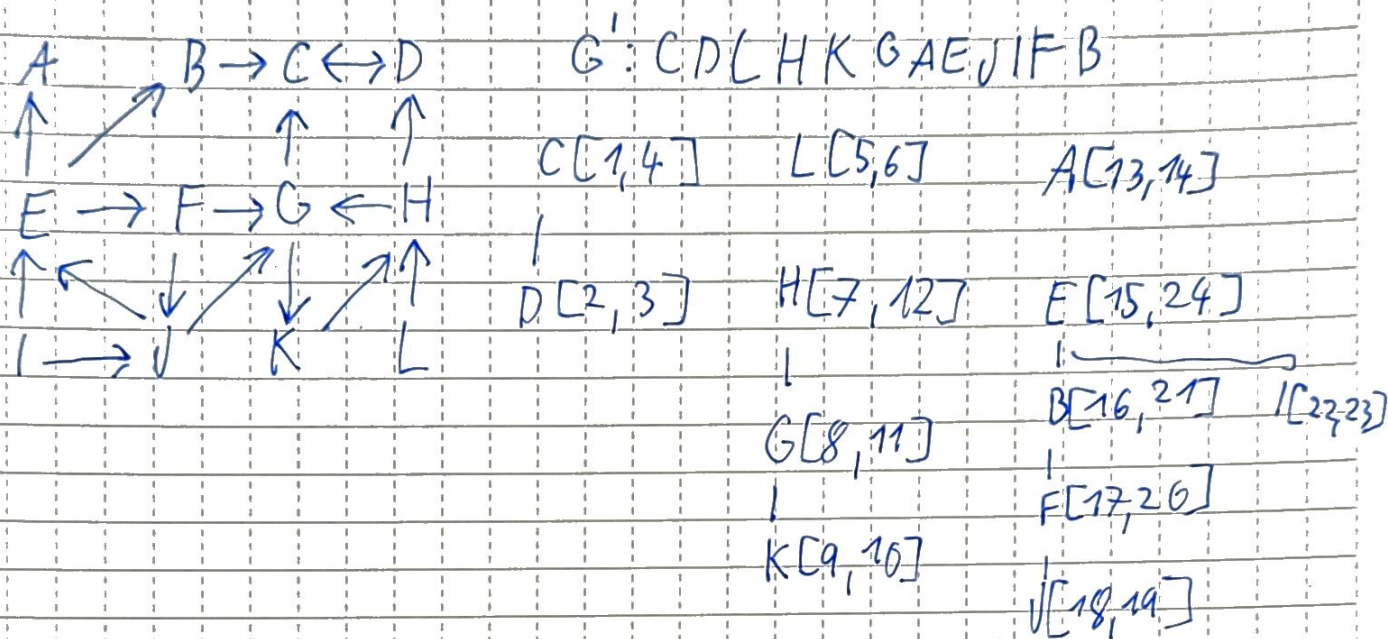 A B → C ↔ D G': C D L H K G A E J I F B
C[1,4] L[5,6] A[13,14]
E → F → G ← H
D[2,3] H[7,12] E[15,24]
I → J K L
B[16,21] I[22,23]
G[8,11]
F[17,20]
K[9,10]
J[18,19]